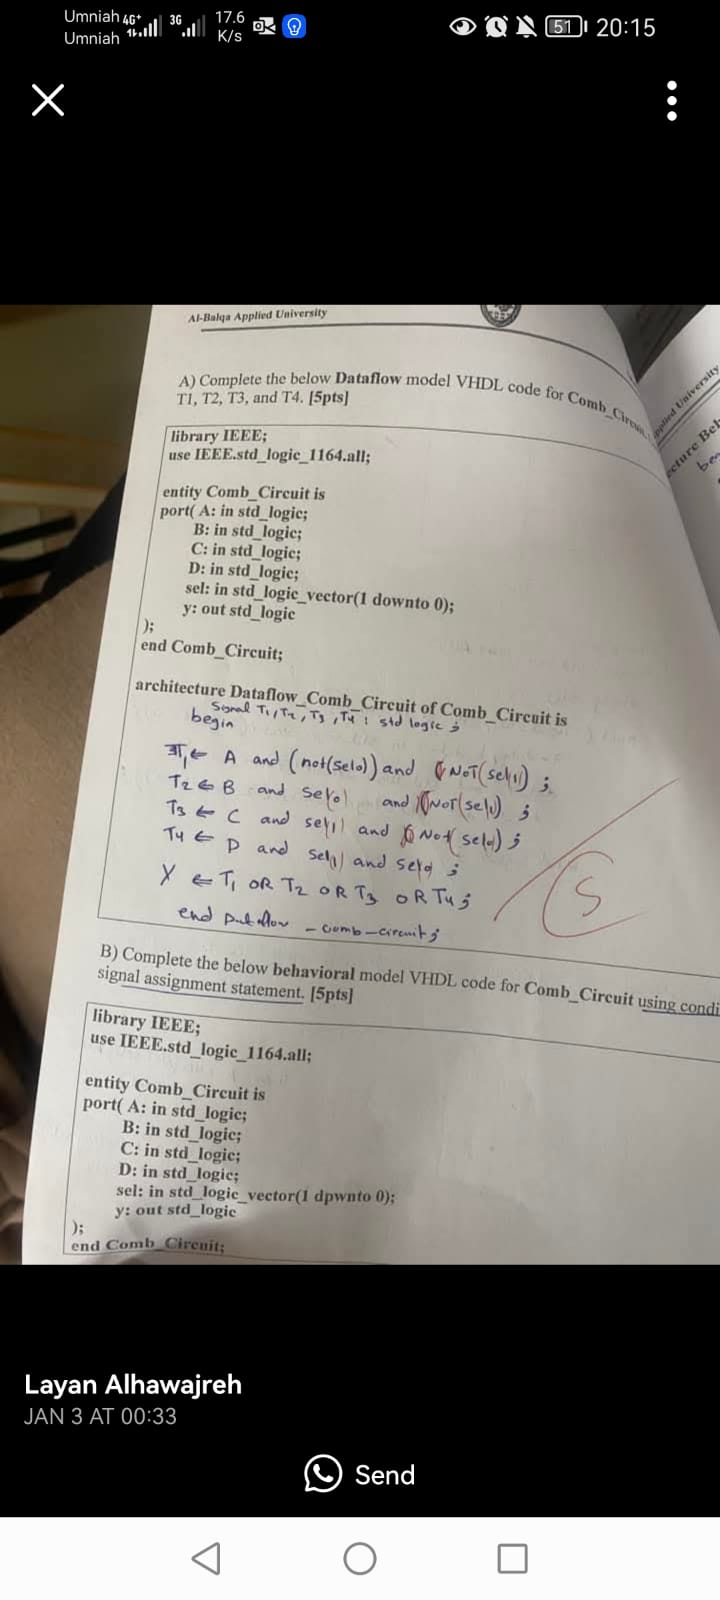 Umniah 4G+ 3G 17.6 51 20:15
Umniah K/s
Al-Balqa Applied University
A) Complete the below Dataflow model VHDL code for Comb_Circuit,
T1, T2, T3, and T4. [5pts]
library IEEE;
use IEEE.std_logic_1164.all;
entity Comb_Circuit is
port( A: in std_logic;
B: in std_logic;
C: in std_logic;
D: in std_logic;
sel: in std_logic_vector(1 downto 0);
y: out std_logic
);
end Comb_Circuit;
architecture Dataflow_Comb_Circuit of Comb_Circuit is
Signal T1, T2, T3, T4 : std logic ;
begin
T1 <= A and (not(sel0)) and NOT(sel1) ;
T2 <= B and sel0 and NOT(sel1) ;
T3 <= C and sel1 and Not(sel0) ;
T4 <= D and sel1 and sel0 ;
Y <= T1 OR T2 OR T3 OR T4 ;
end Dataflow - comb - circuit ;
5
B) Complete the below behavioral model VHDL code for Comb_Circuit using condi
signal assignment statement. [5pts]
library IEEE;
use IEEE.std_logic_1164.all;
entity Comb_Circuit is
port( A: in std_logic;
B: in std_logic;
C: in std_logic;
D: in std_logic;
sel: in std_logic_vector(1 dpwnto 0);
y: out std_logic
);
end Comb_Circuit;
pplied University
ecture Beh
Layan Alhawajreh
JAN 3 AT 00:33
Send